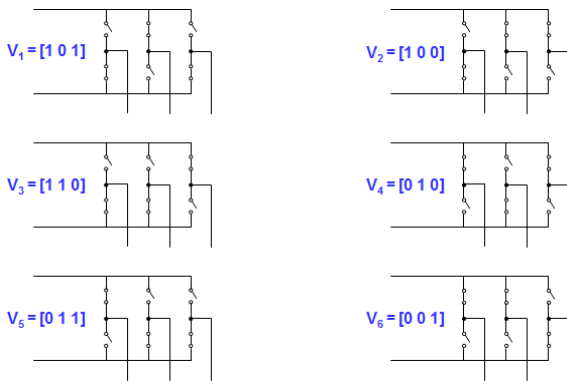 V1 = [1 0 1]
V2 = [1 0 0]
V3 = [1 1 0]
V4 = [0 1 0]
V5 = [0 1 1]
V6 = [0 0 1]